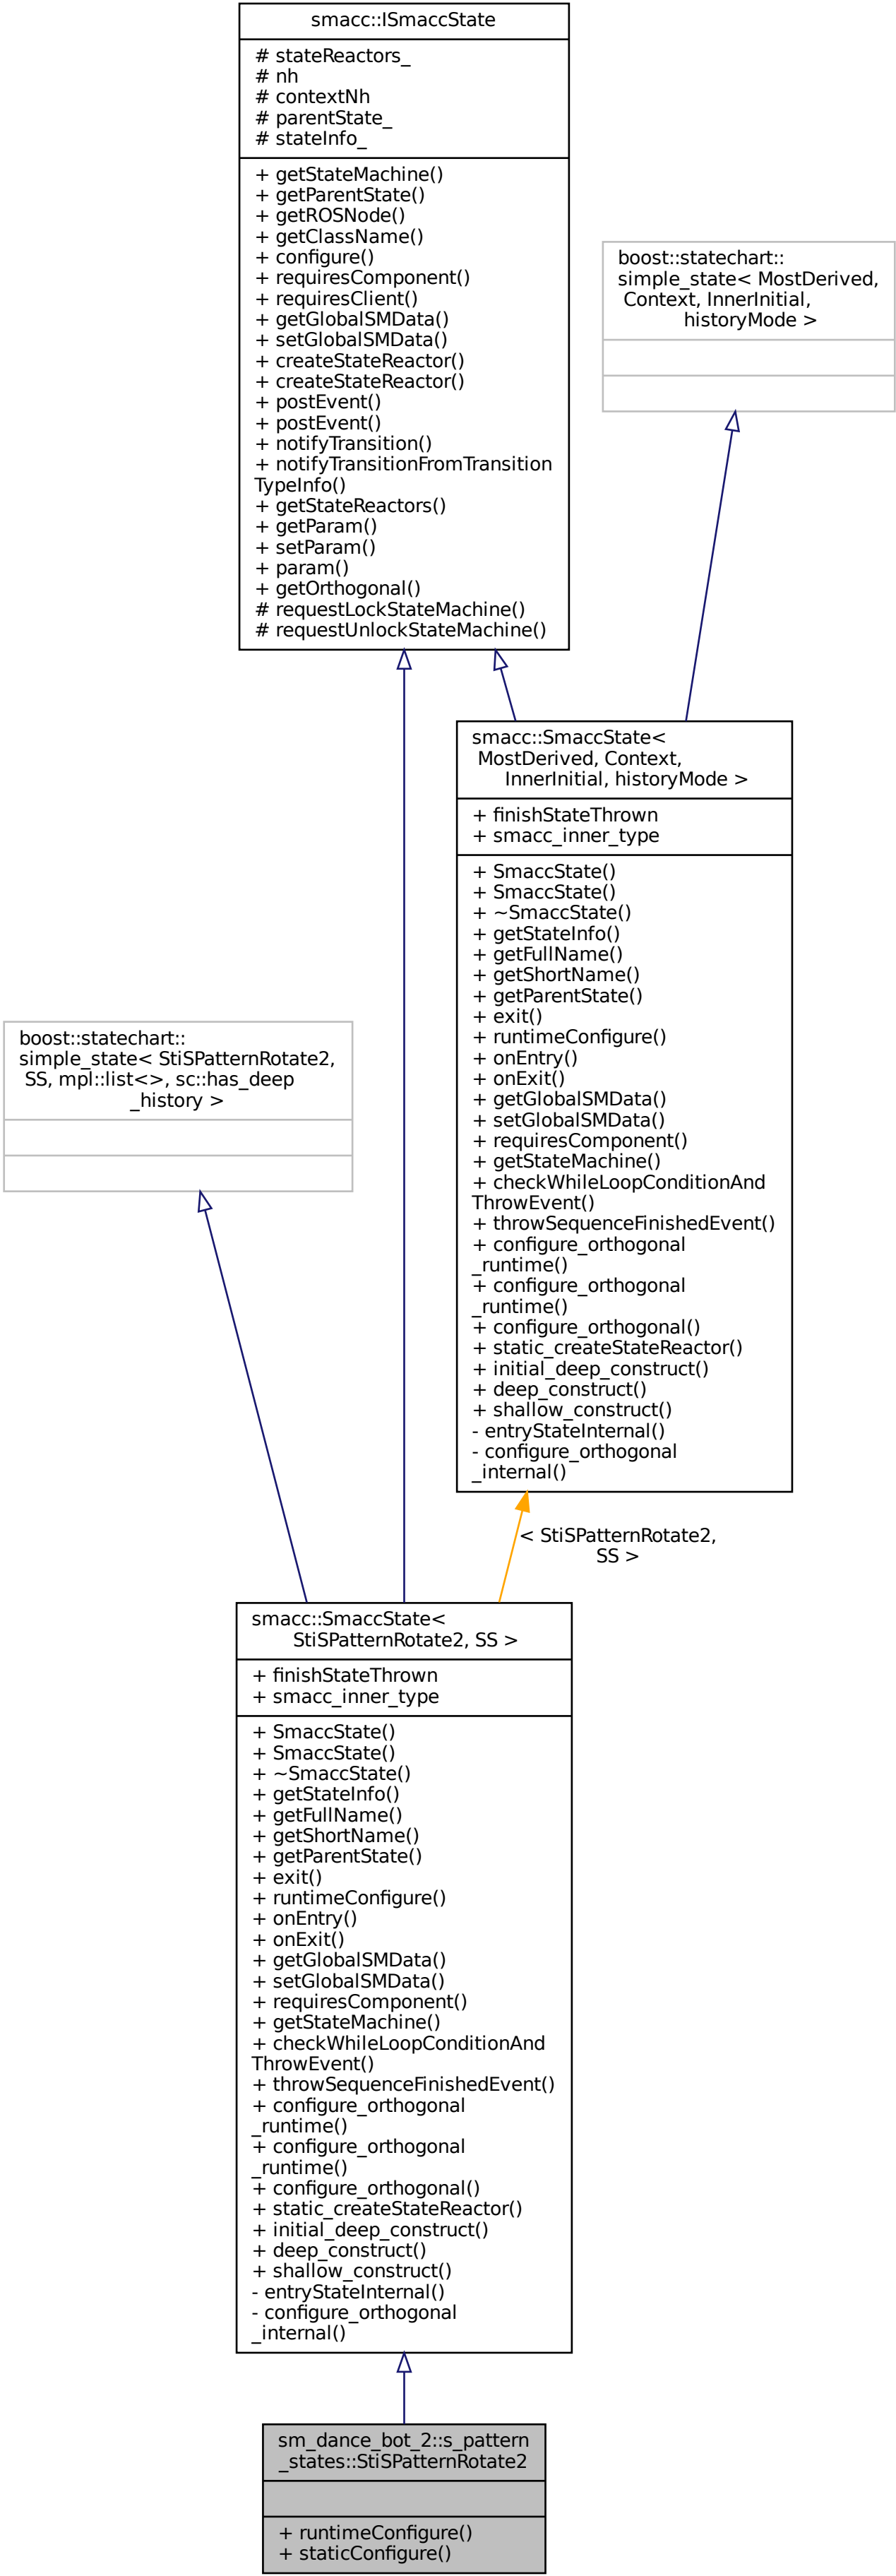 smacc::ISmaccState
# stateReactors_
# nh
# contextNh
# parentState_
# stateInfo_
+ getStateMachine()
+ getParentState()
+ getROSNode()
+ getClassName()
+ configure()
+ requiresComponent()
+ requiresClient()
+ getGlobalSMData()
+ setGlobalSMData()
+ createStateReactor()
+ createStateReactor()
+ postEvent()
+ postEvent()
+ notifyTransition()
+ notifyTransitionFromTransition
TypeInfo()
+ getStateReactors()
+ getParam()
+ setParam()
+ param()
+ getOrthogonal()
# requestLockStateMachine()
# requestUnlockStateMachine()
boost::statechart::
simple_state< MostDerived,
Context, InnerInitial,
historyMode >
smacc::SmaccState<
MostDerived, Context,
InnerInitial, historyMode >
+ finishStateThrown
+ smacc_inner_type
+ SmaccState()
+ SmaccState()
+ ~SmaccState()
+ getStateInfo()
+ getFullName()
+ getShortName()
+ getParentState()
+ exit()
+ runtimeConfigure()
+ onEntry()
+ onExit()
+ getGlobalSMData()
+ setGlobalSMData()
+ requiresComponent()
+ getStateMachine()
+ checkWhileLoopConditionAnd
ThrowEvent()
+ throwSequenceFinishedEvent()
+ configure_orthogonal
_runtime()
+ configure_orthogonal
_runtime()
+ configure_orthogonal()
+ static_createStateReactor()
+ initial_deep_construct()
+ deep_construct()
+ shallow_construct()
- entryStateInternal()
- configure_orthogonal
_internal()
boost::statechart::
simple_state< StiSPatternRotate2,
SS, mpl::list<>, sc::has_deep
_history >
< StiSPatternRotate2,
SS >
smacc::SmaccState<
StiSPatternRotate2, SS >
+ finishStateThrown
+ smacc_inner_type
+ SmaccState()
+ SmaccState()
+ ~SmaccState()
+ getStateInfo()
+ getFullName()
+ getShortName()
+ getParentState()
+ exit()
+ runtimeConfigure()
+ onEntry()
+ onExit()
+ getGlobalSMData()
+ setGlobalSMData()
+ requiresComponent()
+ getStateMachine()
+ checkWhileLoopConditionAnd
ThrowEvent()
+ throwSequenceFinishedEvent()
+ configure_orthogonal
_runtime()
+ configure_orthogonal
_runtime()
+ configure_orthogonal()
+ static_createStateReactor()
+ initial_deep_construct()
+ deep_construct()
+ shallow_construct()
- entryStateInternal()
- configure_orthogonal
_internal()
sm_dance_bot_2::s_pattern
_states::StiSPatternRotate2
+ runtimeConfigure()
+ staticConfigure()